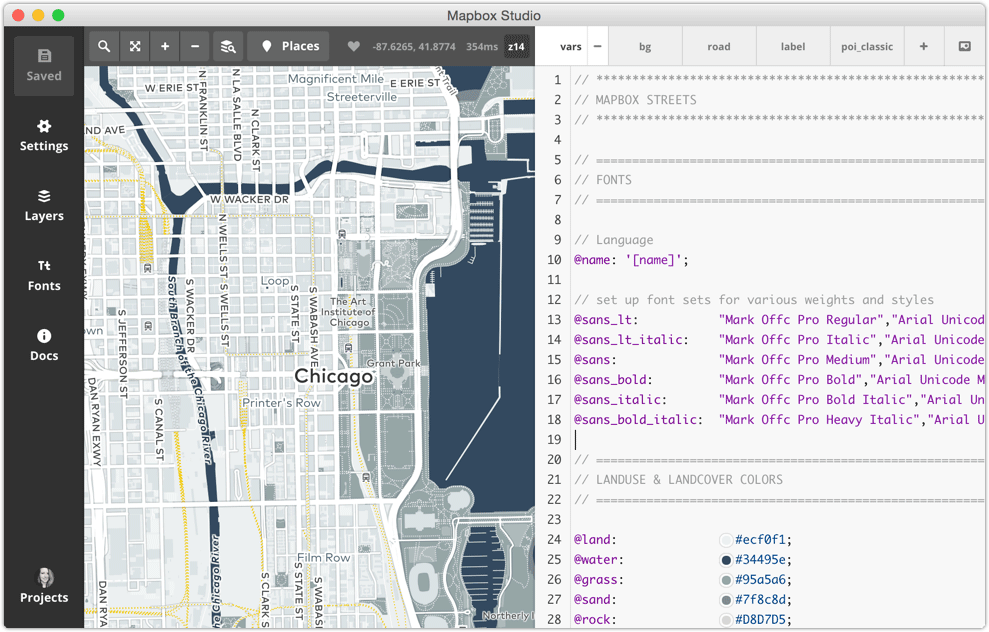 Mapbox Studio
Saved
Settings
Layers
Tt
Fonts
Docs
Projects
Places
-87.6265, 41.8774
354ms
z14
Magnificent Mile
Streeterville
E ERIE ST
W ERIE ST
N FRANKLIN ST
N LA SALLE BLVD
N CLARK ST
ND AVE
W WACKER DR
N WELLS ST
S WELLS ST
Loop
S STATE ST
S WABASH AVE
The Art
Institute of
Chicago
Grant Park
Chicago
Printer's Row
S WACKER DR
South Branch of the Chicago River
S JEFFERSON ST
own
DAN RYAN EXWY
S CANAL ST
Film Row
S CLARK S
S STATE ST
S WABAS
DAN RYA
Chicago River
Northerly I
vars
bg
road
label
poi_classic
1 // ******************************************************
2 // MAPBOX STREETS
3 // ******************************************************
4
5 // ======================================================
6 // FONTS
7 // ======================================================
8
9 // Language
10 @name: '[name]';
11
12 // set up font sets for various weights and styles
13 @sans_lt: "Mark Offc Pro Regular","Arial Unicod
14 @sans_lt_italic: "Mark Offc Pro Italic","Arial Unicode
15 @sans: "Mark Offc Pro Medium","Arial Unicode
16 @sans_bold: "Mark Offc Pro Bold","Arial Unicode M
17 @sans_italic: "Mark Offc Pro Bold Italic","Arial Un
18 @sans_bold_italic: "Mark Offc Pro Heavy Italic","Arial U
19
20 // ======================================================
21 // LANDUSE & LANDCOVER COLORS
22 // ======================================================
23
24 @land: #ecf0f1;
25 @water: #34495e;
26 @grass: #95a5a6;
27 @sand: #7f8c8d;
28 @rock: #D8D7D5;